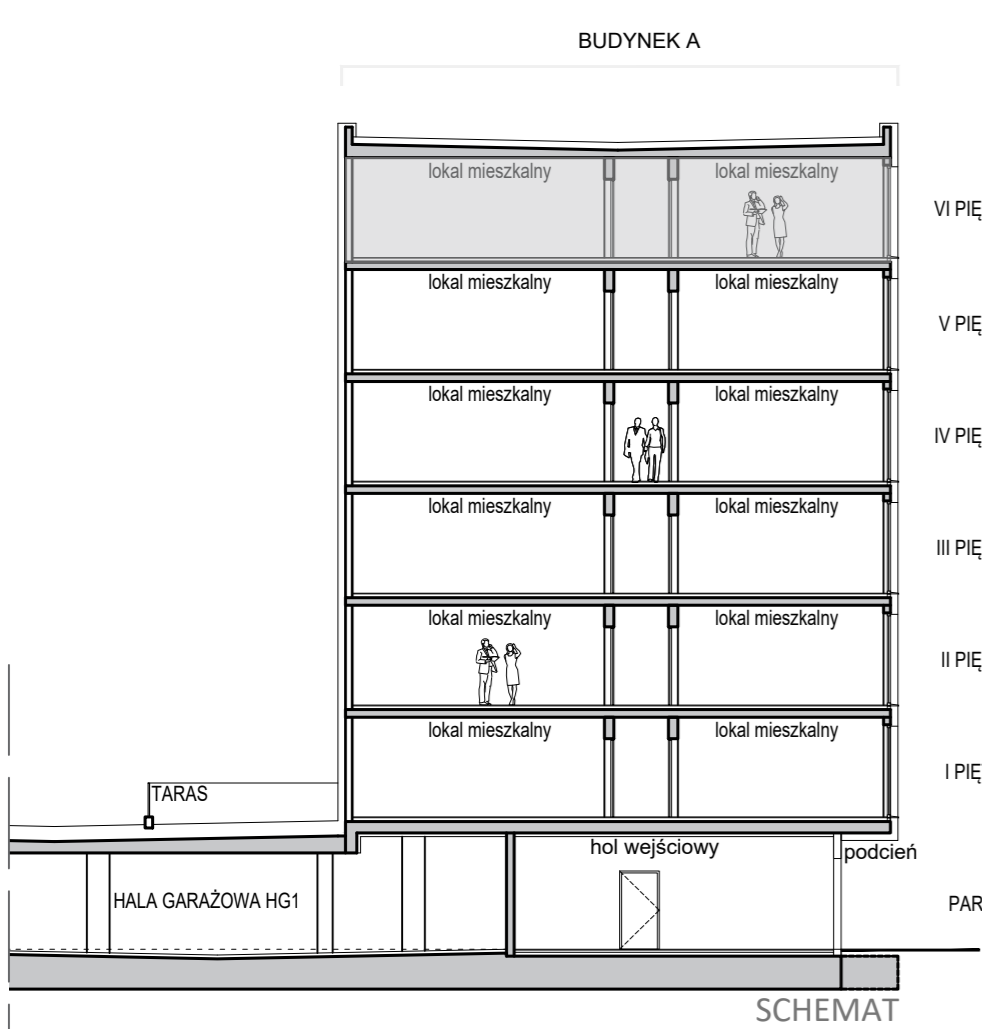 BUDYNEK A
lokal mieszkalny lokal mieszkalny
VI PIĘ
lokal mieszkalny lokal mieszkalny
V PIĘ
lokal mieszkalny lokal mieszkalny
IV PIĘ
lokal mieszkalny lokal mieszkalny
III PIĘ
lokal mieszkalny lokal mieszkalny
II PIĘ
lokal mieszkalny lokal mieszkalny
I PIĘ
TARAS
hol wejściowy podcień
HALA GARAŻOWA HG1
PAR
SCHEMAT